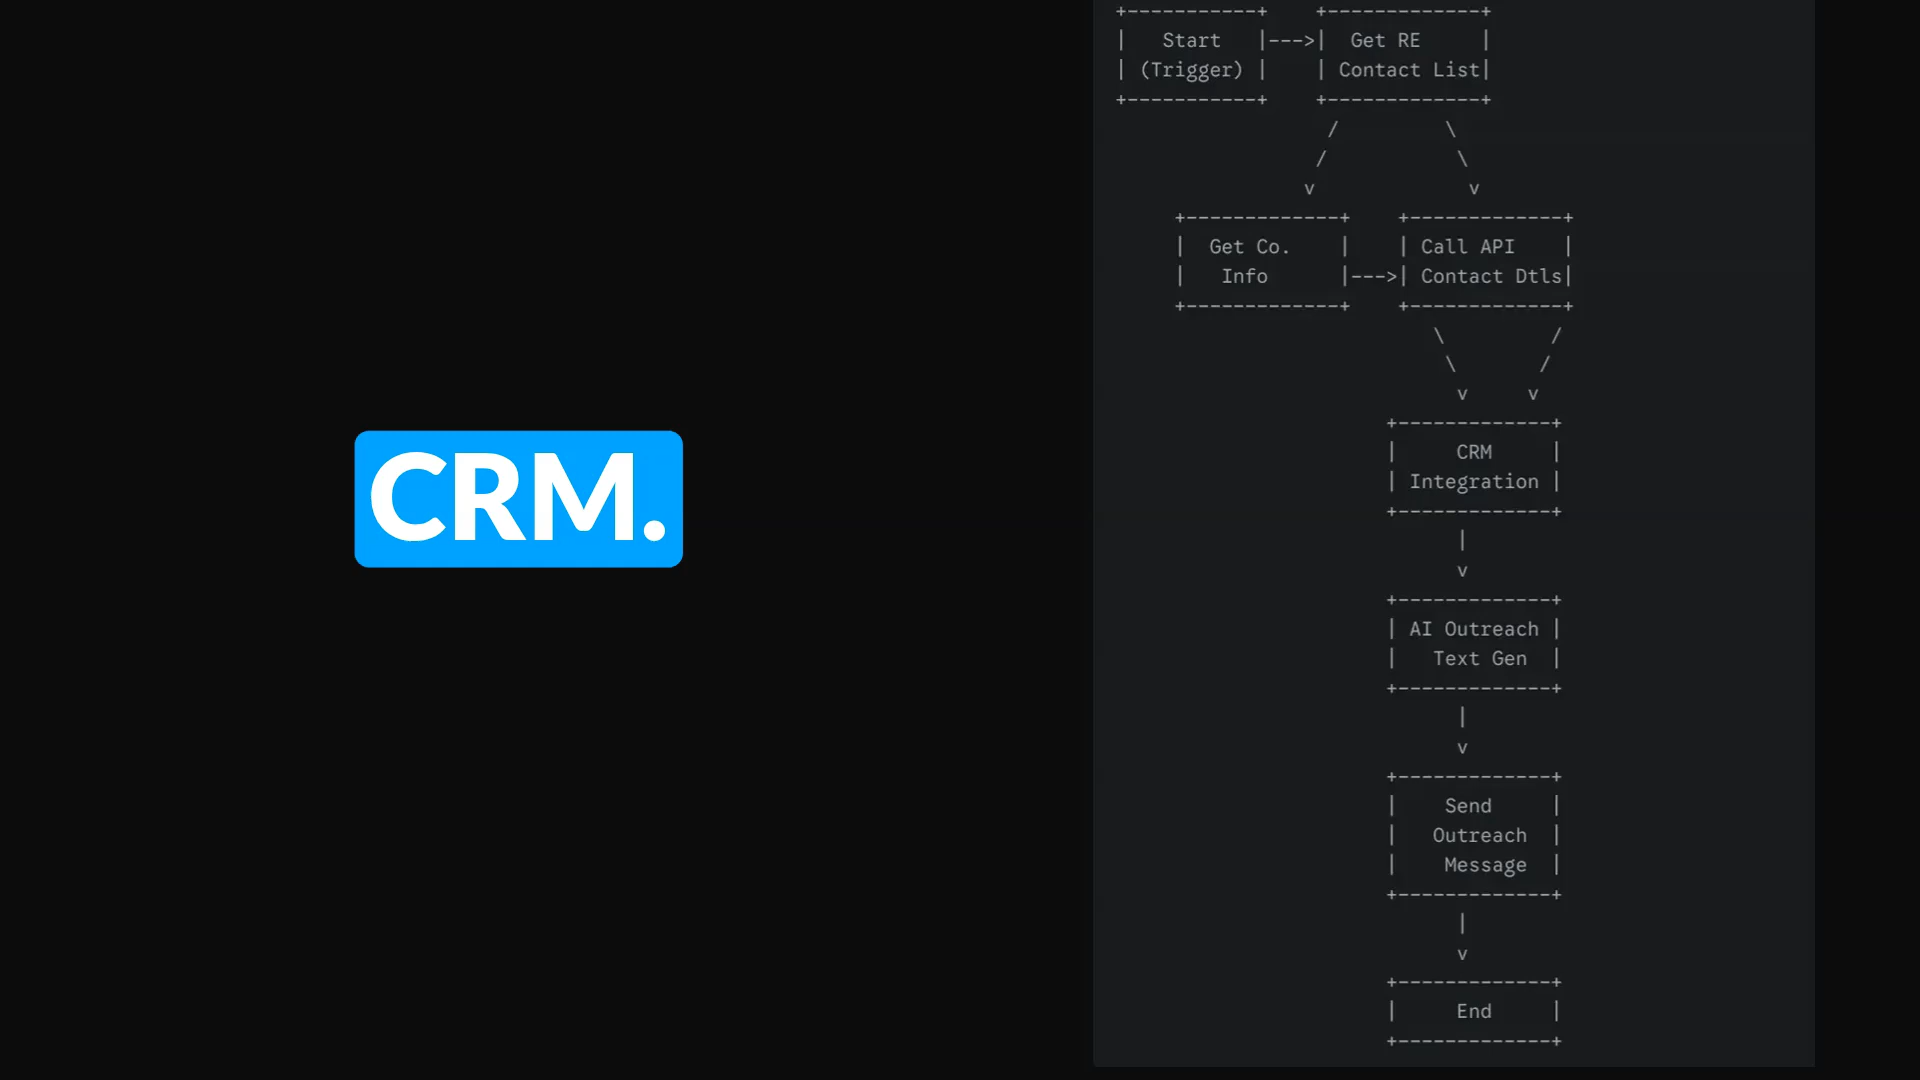 CRM.
+-----------+    +-------------+
|   Start   |--->|  Get RE     |
| (Trigger) |    | Contact List|
+-----------+    +-------------+
                  /         \
                 /           \
                v             v
     +-------------+    +-------------+
     |  Get Co.    |    | Call API    |
     |   Info      |--->| Contact Dtls|
     +-------------+    +-------------+
                           \         /
                            \       /
                             v     v
                       +-------------+
                       |     CRM     |
                       | Integration |
                       +-------------+
                             |
                             v
                       +-------------+
                       | AI Outreach |
                       |   Text Gen  |
                       +-------------+
                             |
                             v
                       +-------------+
                       |    Send     |
                       |   Outreach  |
                       |    Message  |
                       +-------------+
                             |
                             v
                       +-------------+
                       |     End     |
                       +-------------+